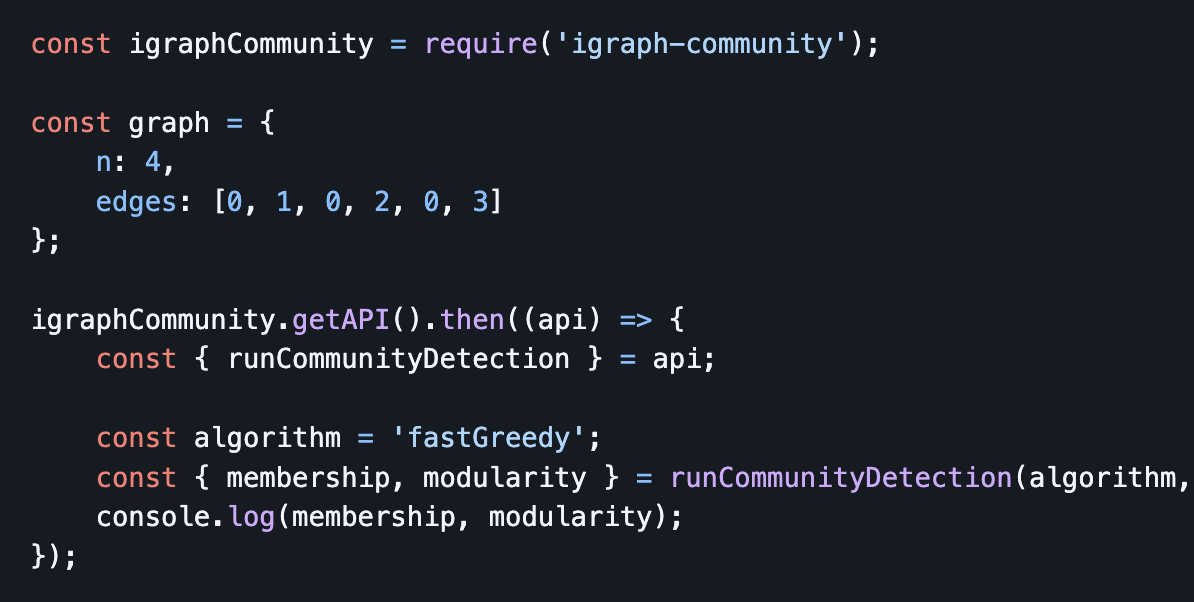 const igraphCommunity = require('igraph-community');
const graph = {
    n: 4,
    edges: [0, 1, 0, 2, 0, 3]
};
igraphCommunity.getAPI().then((api) => {
    const { runCommunityDetection } = api;
    const algorithm = 'fastGreedy';
    const { membership, modularity } = runCommunityDetection(algorithm,
    console.log(membership, modularity);
});